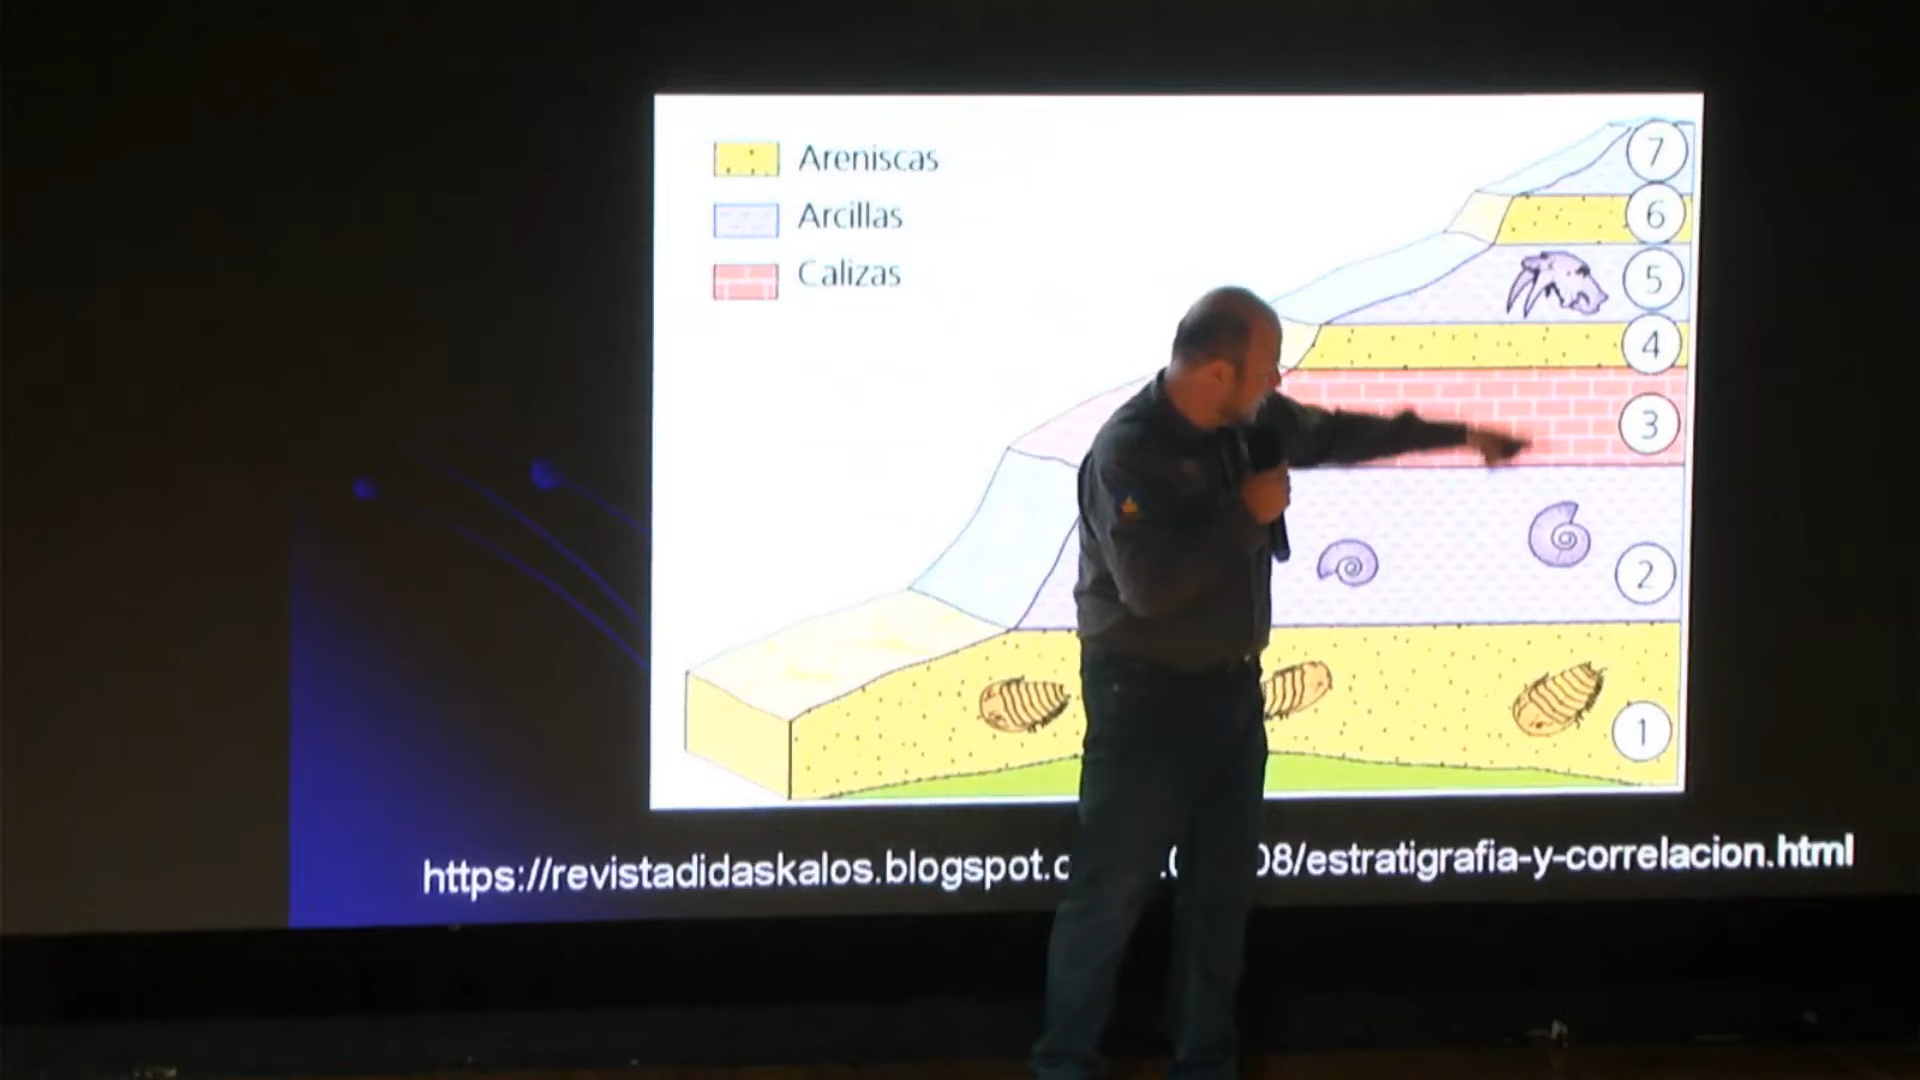 Areniscas
Arcillas
Calizas
7
6
5
4
3
2
1
https://revistadidaskalos.blogspot.c 08/estratigrafia-y-correlacion.html